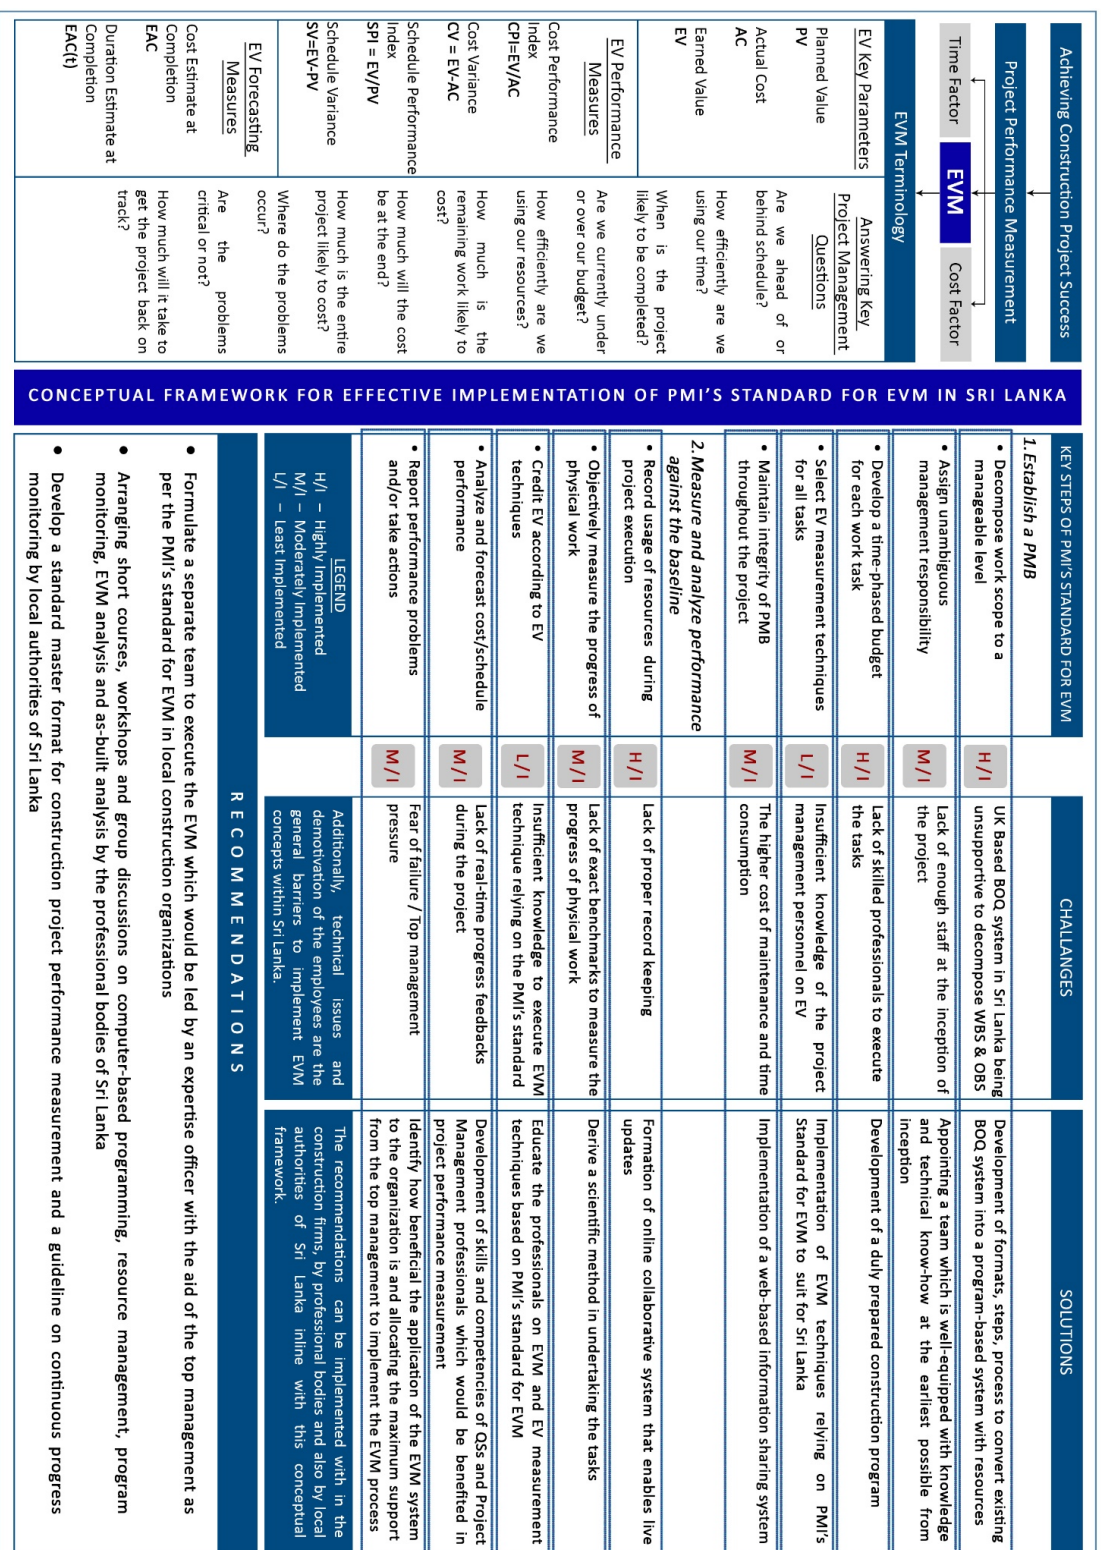 Achieving Construction Project Success
Project Performance Measurement
Time Factor
EVM
Cost Factor
EVM Terminology
EV Key Parameters
Planned Value
PV
Actual Cost
AC
Earned Value
EV
EV Performance
Measures
Cost Performance
Index
CPI=EV/AC
Cost Variance
CV = EV-AC
Schedule Performance
Index
SPI = EV/PV
Schedule Variance
SV=EV-PV
EV Forecasting
Measures
Cost Estimate at
Completion
EAC
Duration Estimate at
Completion
EAC(t)
Answering Key
Project Management
Questions
Are we ahead of or
behind schedule?
How efficiently are we
using our time?
When is the project
likely to be completed?
Are we currently under
or over our budget?
How efficiently are we
using our resources?
How much is the
remaining work likely to
cost?
How much will the cost
be at the end?
How much is the entire
project likely to cost?
Where do the problems
occur?
Are the problems
critical or not?
How much will it take to
get the project back on
track?
CONCEPTUAL FRAMEWORK FOR EFFECTIVE IMPLEMENTATION OF PMI'S STANDARD FOR EVM IN SRI LANKA
KEY STEPS OF PMI'S STANDARD FOR EVM
CHALLANGES
SOLUTIONS
1.Establish a PMB
• Decompose work scope to a
manageable level
H/I
UK Based BOQ system in Sri Lanka being
unsupportive to decompose WBS & OBS
Development of formats, steps, process to convert existing
BOQ system into a program-based system with resources
• Assign unambiguous
management responsibility
M/I
Lack of enough staff at the inception of
the project
Appointing a team which is well-equipped with knowledge
and technical know-how at the earliest possible from
inception
• Develop a time-phased budget
for each work task
H/I
Lack of skilled professionals to execute
the tasks
Development of a duly prepared construction program
• Select EV measurement techniques
for all tasks
L/I
Insufficient knowledge of the project
management personnel on EV
Implementation of EVM techniques relying on PMI's
Standard for EVM to suit for Sri Lanka
• Maintain integrity of PMB
throughout the project
M/I
The higher cost of maintenance and time
consumption
Implementation of a web-based information sharing system
2.Measure and analyze performance
against the baseline
• Record usage of resources during
project execution
H/I
Lack of proper record keeping
Formation of online collaborative system that enables live
updates
• Objectively measure the progress of
physical work
M/I
Lack of exact benchmarks to measure the
progress of physical work
Derive a scientific method in undertaking the tasks
• Credit EV according to EV
techniques
L/I
Insufficient knowledge to execute EVM
technique relying on the PMI's standard
Educate the professionals on EVM and EV measurement
techniques based on PMI's standard for EVM
• Analyze and forecast cost/schedule
performance
M/I
Lack of real-time progress feedbacks
during the project
Development of skills and competencies of QSs and Project
Management professionals which would be benefited in
project performance measurement
• Report performance problems
and/or take actions
M/I
Fear of failure / Top management
pressure
Identify how beneficial the application of the EVM system
to the organization is and allocating the maximum support
from the top management to implement the EVM process
LEGEND
H/I – Highly Implemented
M/I – Moderately Implemented
L/I – Least Implemented
Additionally, technical issues and
demotivation of the employees are the
general barriers to implement EVM
concepts within Sri Lanka.
The recommendations can be implemented with in the
construction firms, by professional bodies and also by local
authorities of Sri Lanka inline with this conceptual
framework.
RECOMMENDATIONS
• Formulate a separate team to execute the EVM which would be led by an expertise officer with the aid of the top management as
per the PMI's standard for EVM in local construction organizations
• Arranging short courses, workshops and group discussions on computer-based programming, resource management, program
monitoring, EVM analysis and as-built analysis by the professional bodies of Sri Lanka
• Develop a standard master format for construction project performance measurement and a guideline on continuous progress
monitoring by local authorities of Sri Lanka